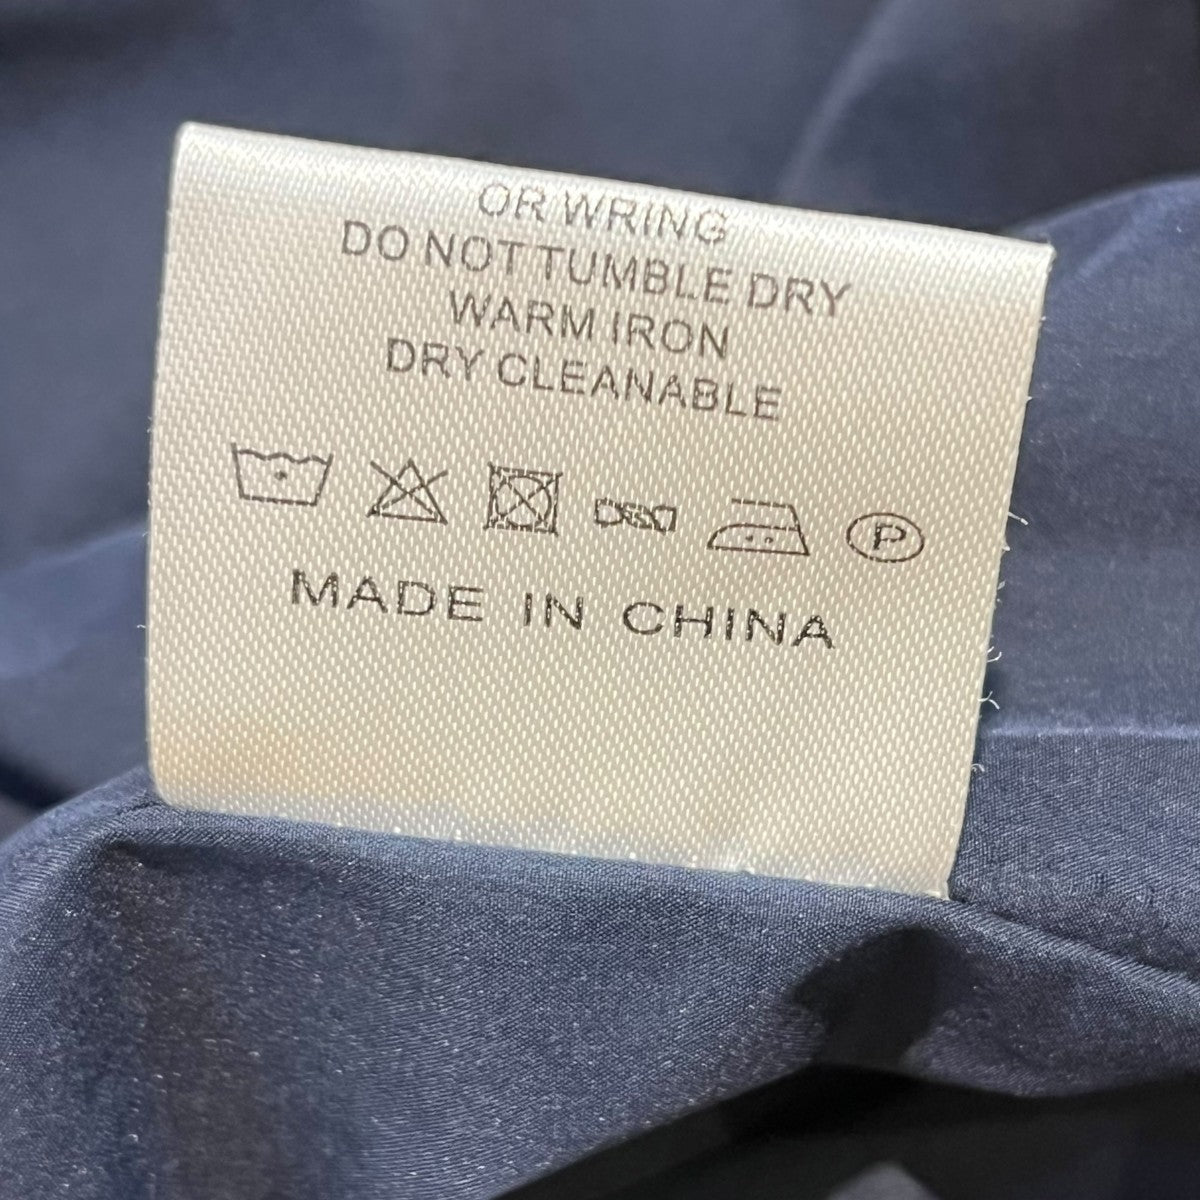 OR WRING
DO NOT TUMBLE DRY
WARM IRON
DRY CLEANABLE
P
MADE IN CHINA